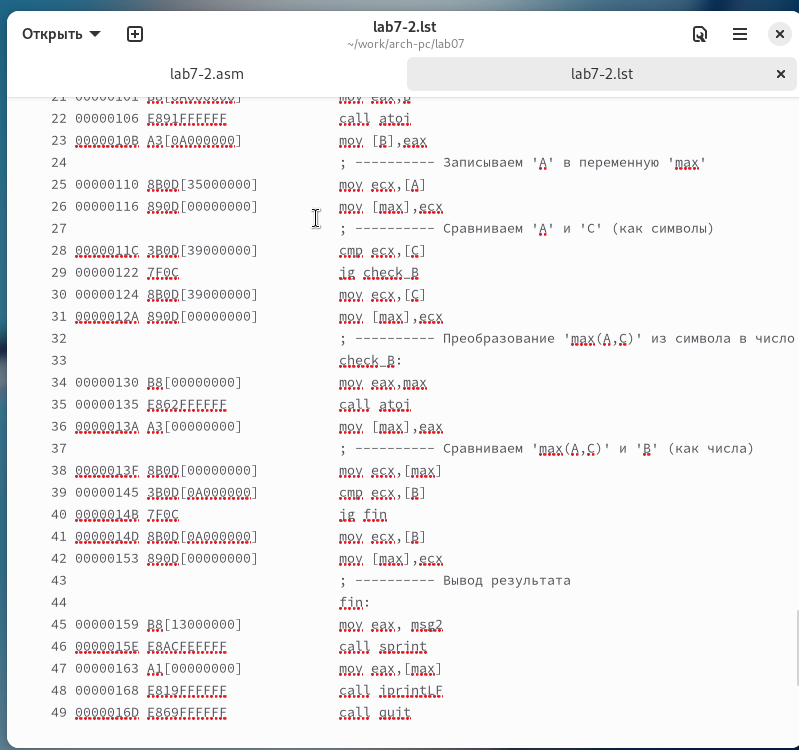 Открыть
lab7-2.lst
~/work/arch-pc/lab07
lab7-2.asm
lab7-2.lst
21 00000101 B8[0A000000] mov eax,B
22 00000106 E891FFFFFF call atoi
23 0000010B A3[0A000000] mov [B],eax
24 ; ---------- Записываем 'A' в переменную 'max'
25 00000110 8B0D[35000000] mov ecx,[A]
26 00000116 890D[00000000] mov [max],ecx
27 ; ---------- Сравниваем 'A' и 'С' (как символы)
28 0000011C 3B0D[39000000] cmp ecx,[C]
29 00000122 7F0C jg check_B
30 00000124 8B0D[39000000] mov ecx,[C]
31 0000012A 890D[00000000] mov [max],ecx
32 ; ---------- Преобразование 'max(A,C)' из символа в число
33 check_B:
34 00000130 B8[00000000] mov eax,max
35 00000135 E862FFFFFF call atoi
36 0000013A A3[00000000] mov [max],eax
37 ; ---------- Сравниваем 'max(A,C)' и 'B' (как числа)
38 0000013F 8B0D[00000000] mov ecx,[max]
39 00000145 3B0D[0A000000] cmp ecx,[B]
40 0000014B 7F0C jg fin
41 0000014D 8B0D[0A000000] mov ecx,[B]
42 00000153 890D[00000000] mov [max],ecx
43 ; ---------- Вывод результата
44 fin:
45 00000159 B8[13000000] mov eax, msg2
46 0000015E E8ACFEFFFF call sprint
47 00000163 A1[00000000] mov eax,[max]
48 00000168 E819FFFFFF call iprintLF
49 0000016D E869FFFFFF call quit